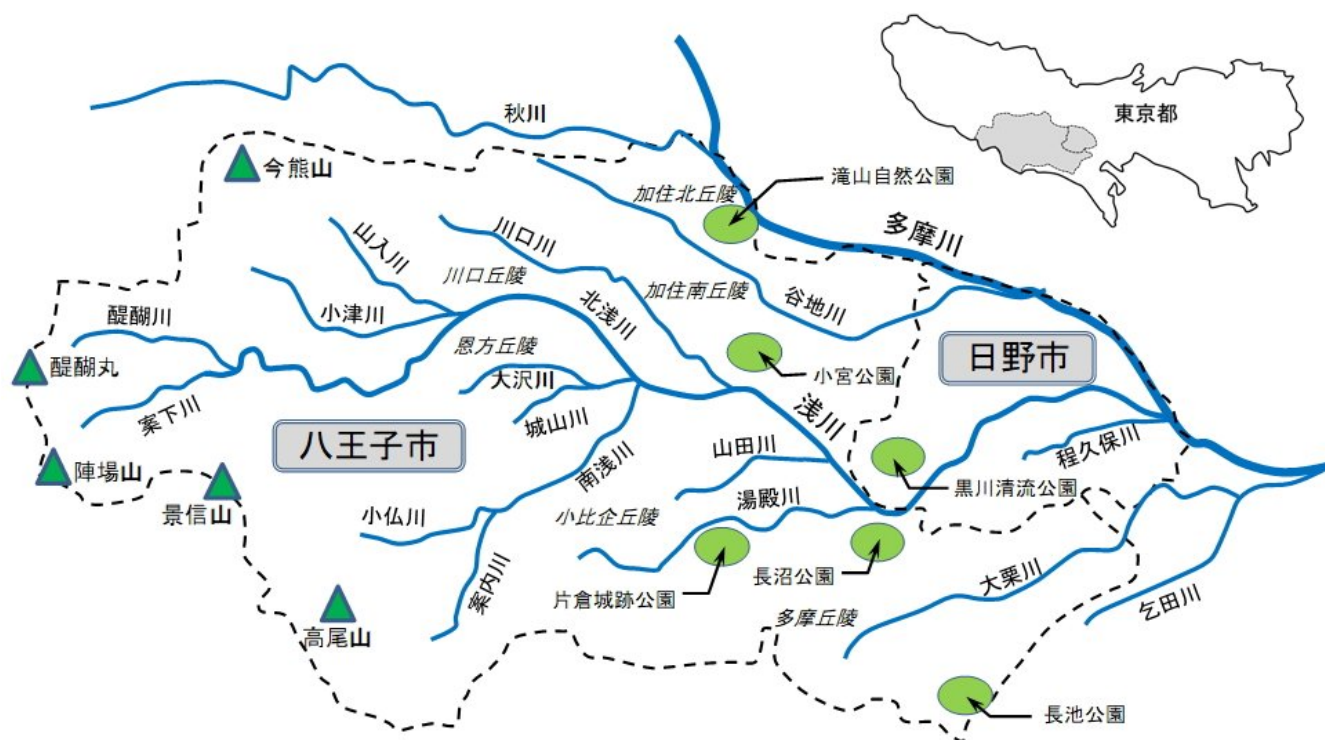 秋川
東京都
今熊山
加住北丘陵
滝山自然公園
多摩川
山入川
川口川
川口丘陵
加住南丘陵
北浅川
谷地川
醍醐川
小津川
日野市
恩方丘陵
醍醐丸
大沢川
小宮公園
案下川
城山川
浅川
八王子市
山田川
程久保川
陣場山
南浅川
黒川清流公園
景信山
湯殿川
小仏川
小比企丘陵
長沼公園
大栗川
案内川
片倉城跡公園
乞田川
高尾山
多摩丘陵
長池公園